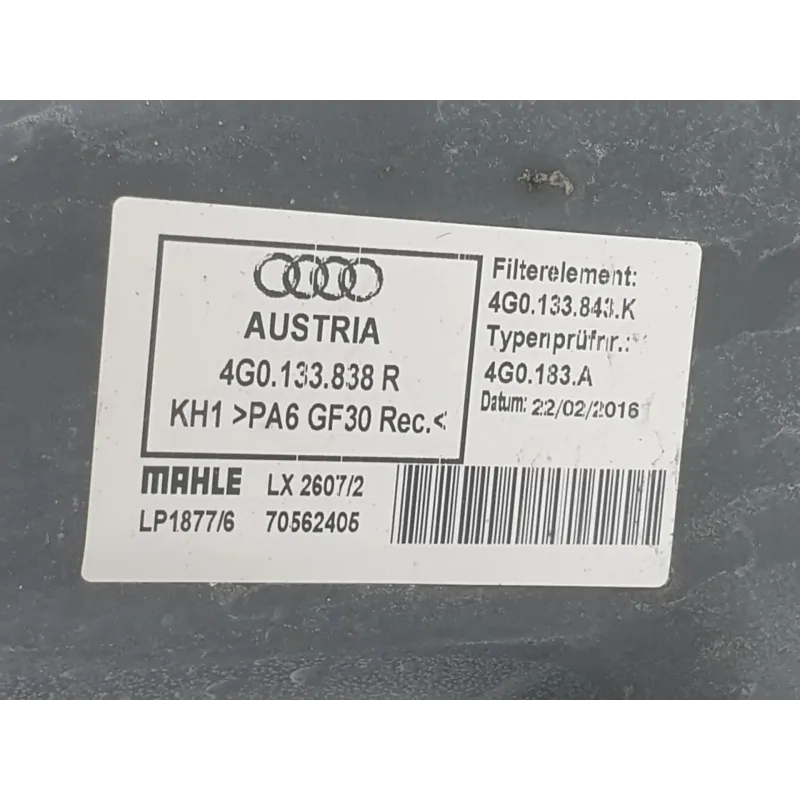 AUSTRIA
4G0.133.838 R
KH1 >PA6 GF30 Rec.<
Filterelement:
4G0.133.843.K
Typenprüfnr.:
4G0.183.A
Datum: 22/02/2016
MAHLE LX 2607/2
LP1877/6 70562405